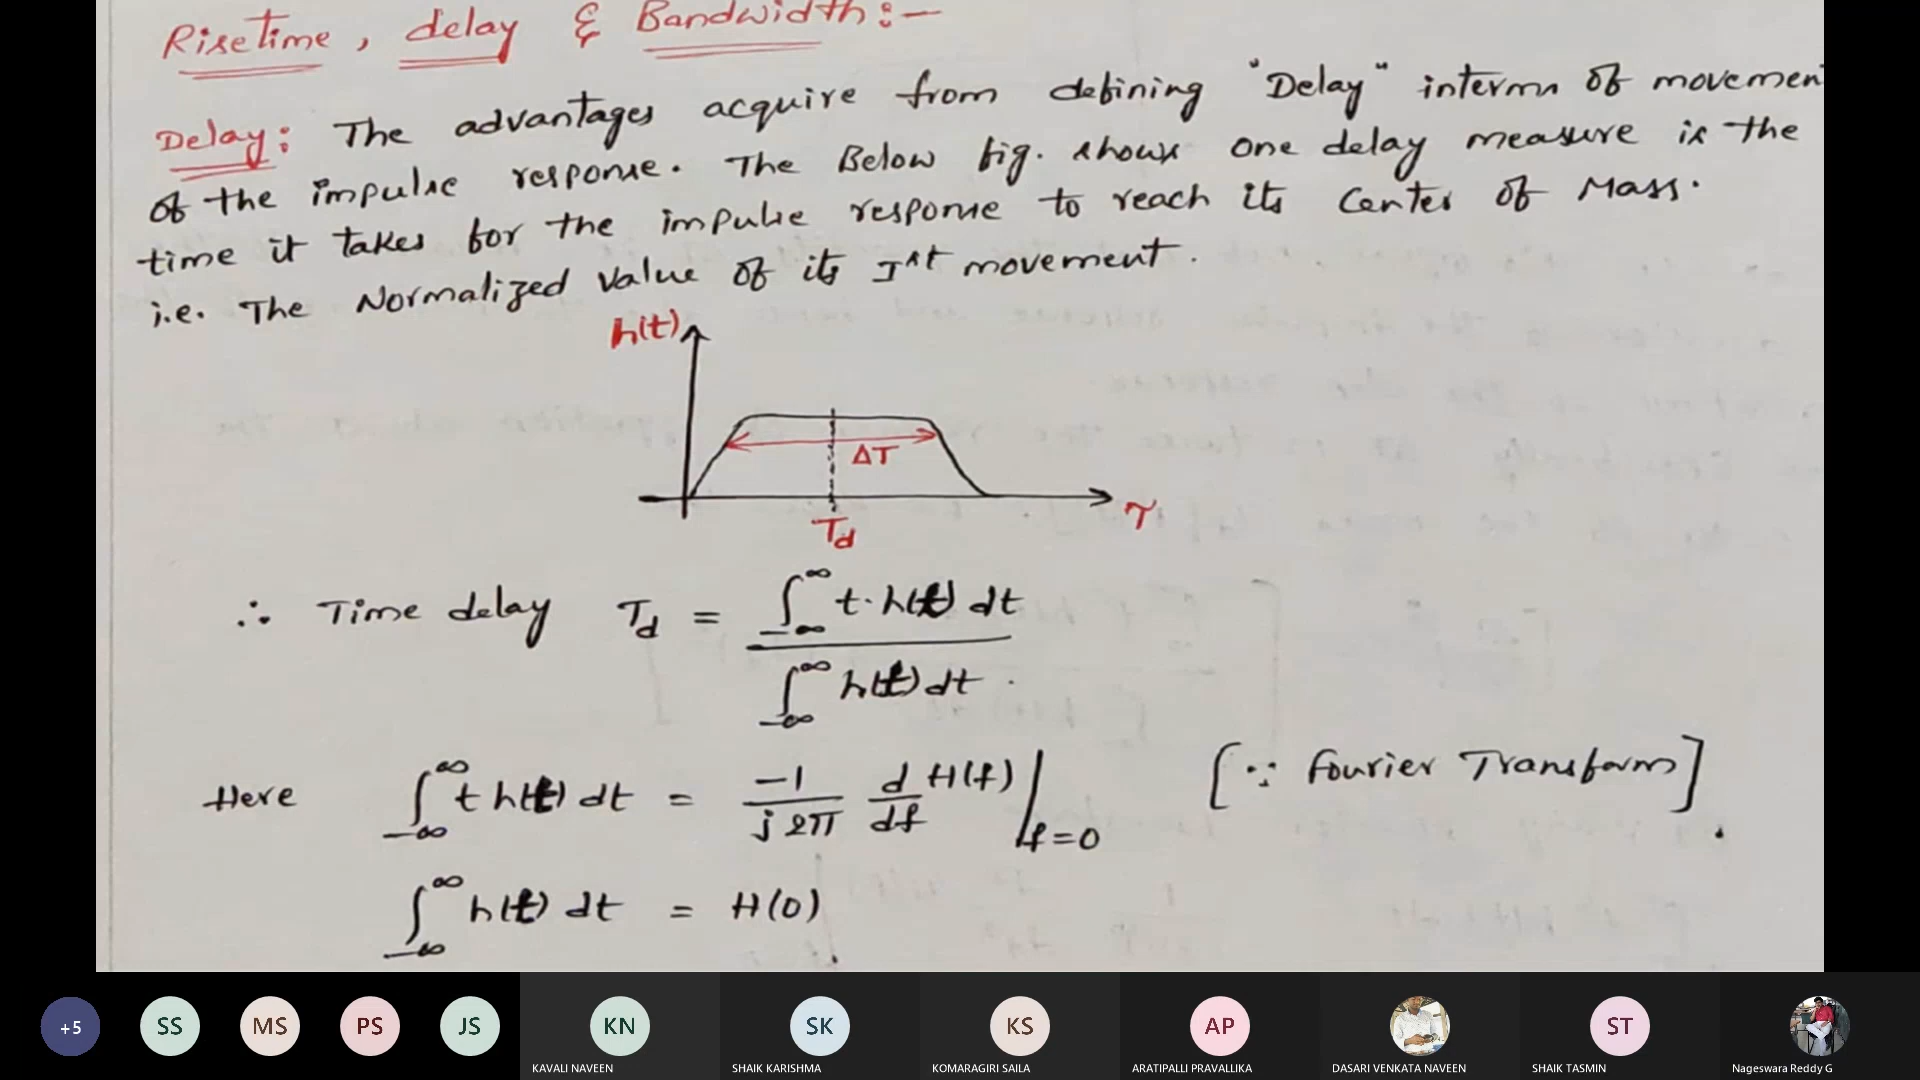 Risetime, delay & Bandwidth:-
Delay: The advantages acquire from defining "Delay" interms of movemen
of the impulse response. The Below fig. shows one delay measure is the
time it takes for the impulse response to reach its Center of Mass.
i.e. The Normalized Value of its Ist movement.
h(t)
ΔT
Td
τ
∴ Time delay Td = ∫_{-∞}^{∞} t·h(t) dt / ∫_{-∞}^{∞} h(t) dt
Here ∫_{-∞}^{∞} t h(t) dt = -1/j2π d/df H(f)|f=0 [∵ Fourier Transform]
∫_{-∞}^{∞} h(t) dt = H(0)
+5 SS MS PS JS KN SK KS AP ST
KAVALI NAVEEN SHAIK KARISHMA KOMARAGIRI SAILA ARATIPALLI PRAVALLIKA DASARI VENKATA NAVEEN SHAIK TASMIN Nageswara Reddy G